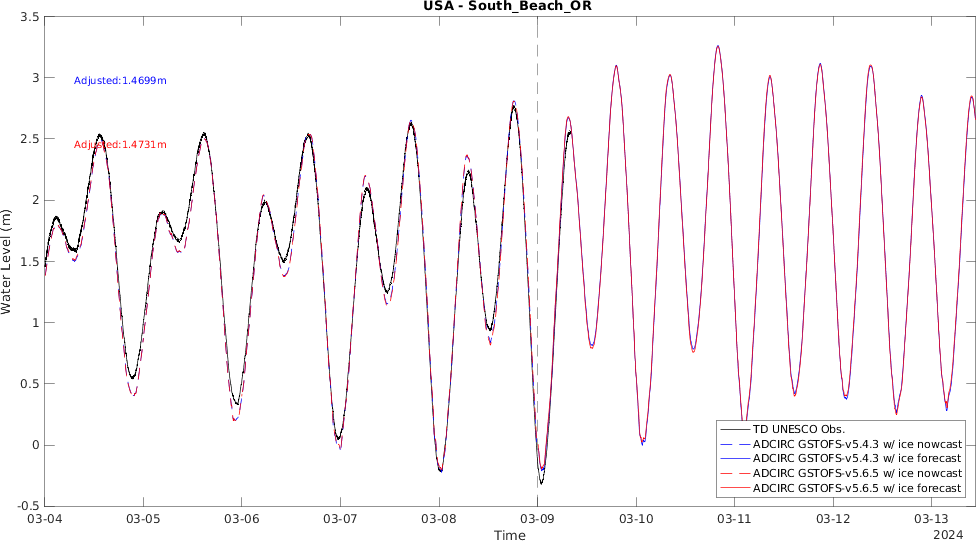 USA - South_Beach_OR
3.5
3
2.5
2
1.5
1
0.5
0
-0.5
Water Level (m)
Adjusted:1.4699m
Adjusted:1.4731m
TD UNESCO Obs.
ADCIRC GSTOFS-v5.4.3 w/ ice nowcast
ADCIRC GSTOFS-v5.4.3 w/ ice forecast
ADCIRC GSTOFS-v5.6.5 w/ ice nowcast
ADCIRC GSTOFS-v5.6.5 w/ ice forecast
03-04 03-05 03-06 03-07 03-08 03-09 03-10 03-11 03-12 03-13
Time
2024